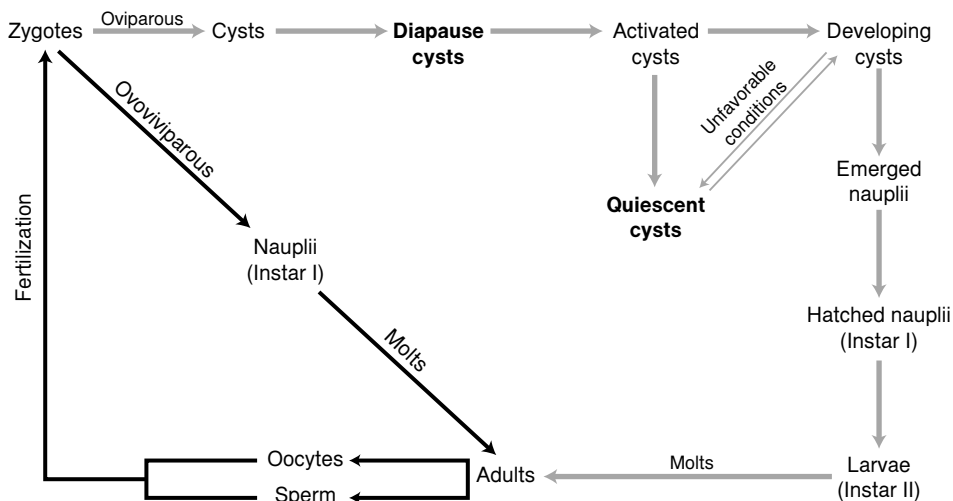 Zygotes
Oviparous
Cysts
Diapause
cysts
Activated
cysts
Developing
cysts
Ovoviviparous
Unfavorable
conditions
Emerged
nauplii
Quiescent
cysts
Fertilization
Nauplii
(Instar I)
Hatched nauplii
(Instar I)
Molts
Oocytes
Sperm
Adults
Molts
Larvae
(Instar II)